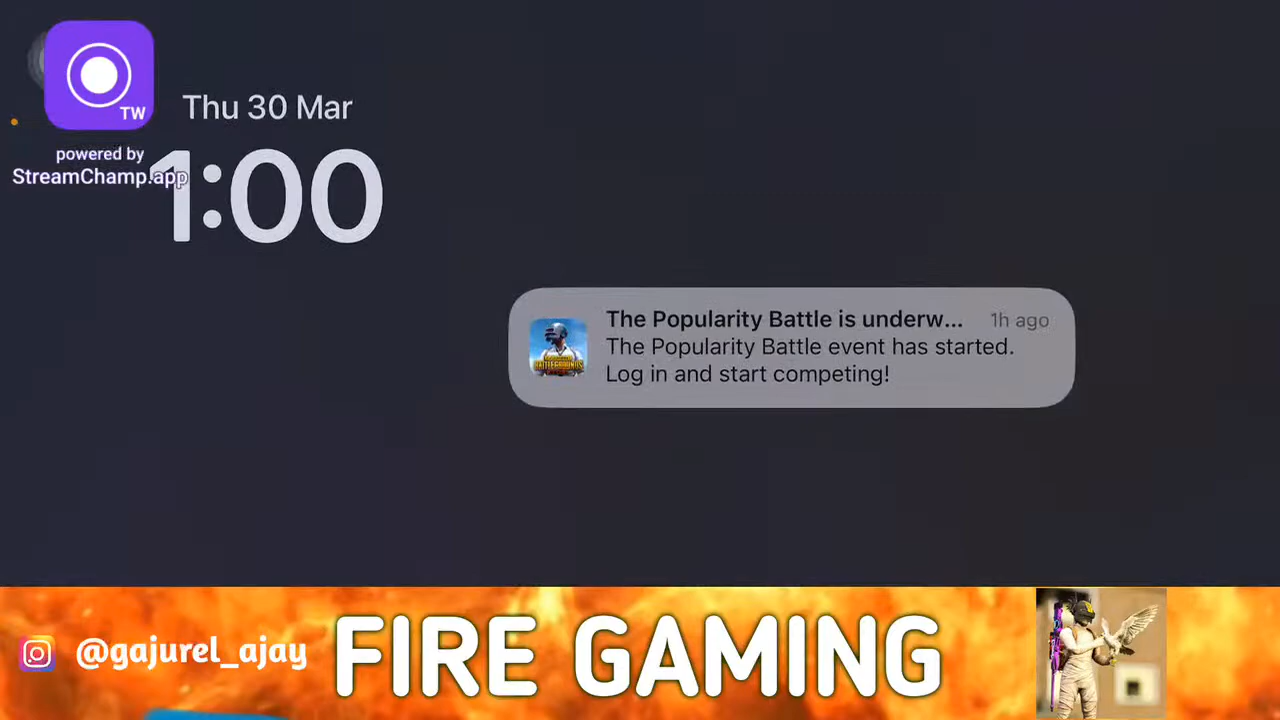 TW
powered by
StreamChamp.app
Thu 30 Mar
1:00
The Popularity Battle is underw... 1h ago
The Popularity Battle event has started.
Log in and start competing!
BATTLEGROUNDS
@gajurel_ajay
FIRE GAMING